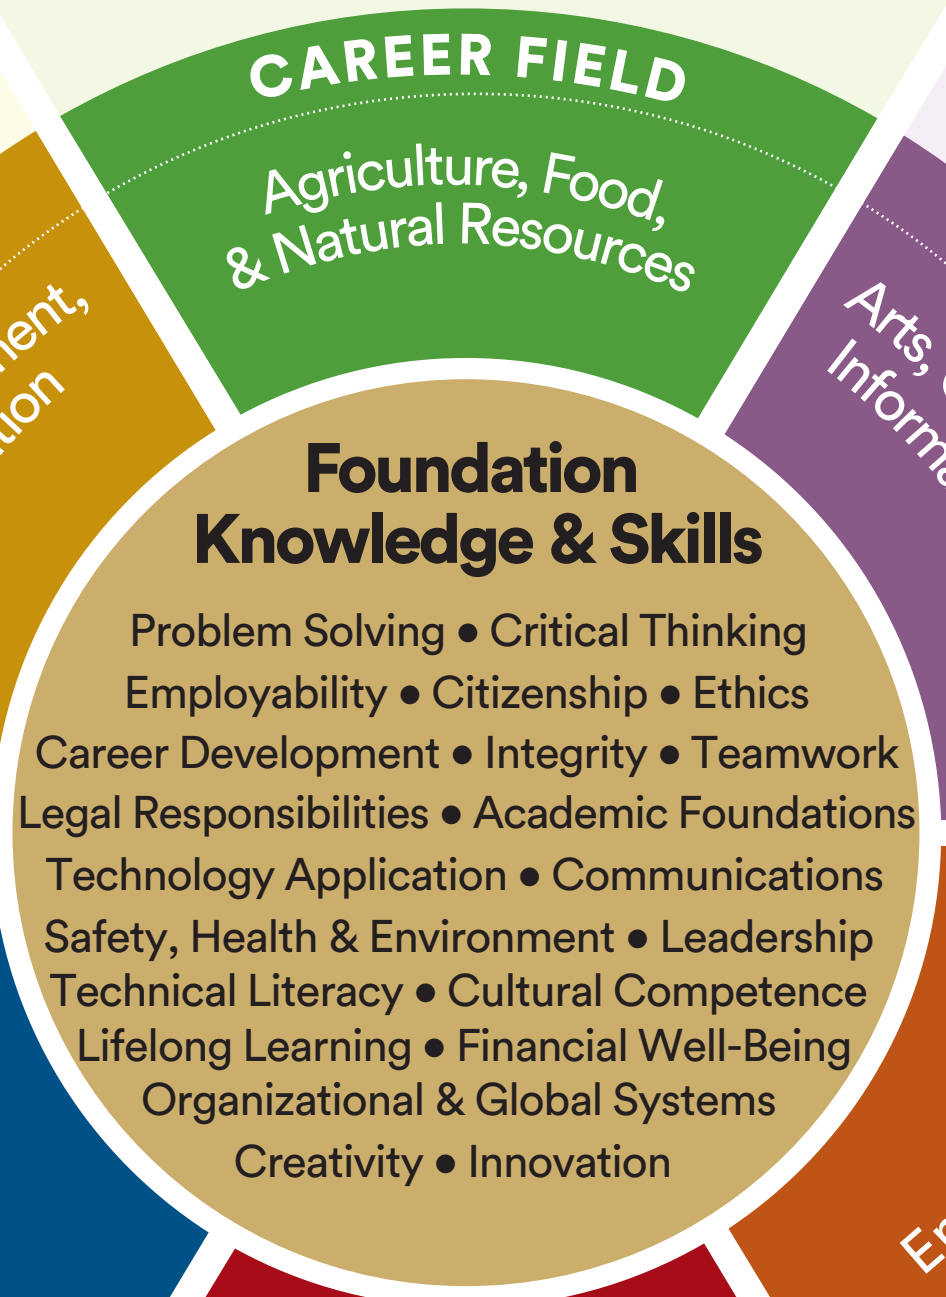 CAREER FIELD
Agriculture, Food,
& Natural Resources
Arts,
Foundation
Knowledge & Skills
Problem Solving ● Critical Thinking
Employability ● Citizenship ● Ethics
Career Development ● Integrity ● Teamwork
Legal Responsibilities ● Academic Foundations
Technology Application ● Communications
Safety, Health & Environment ● Leadership
Technical Literacy ● Cultural Competence
Lifelong Learning ● Financial Well-Being
Organizational & Global Systems
Creativity ● Innovation